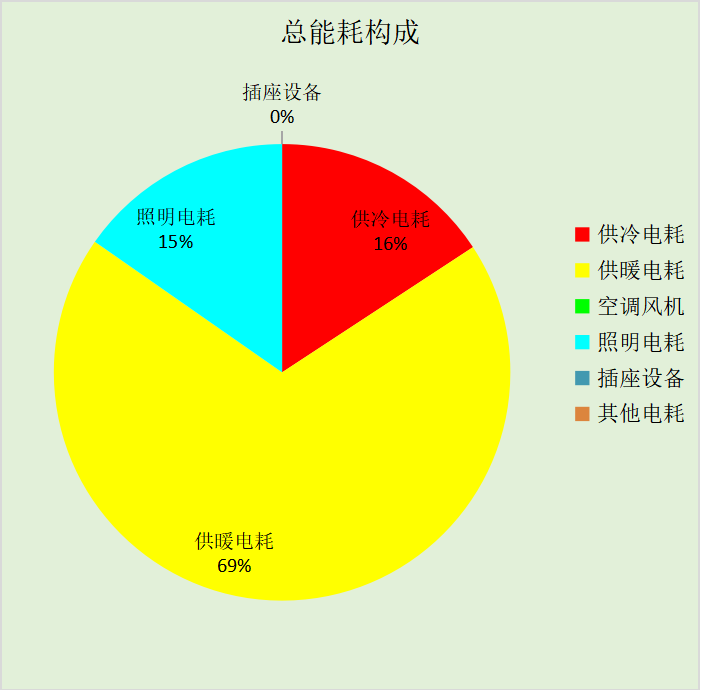 总能耗构成
插座设备
0%
照明电耗
15%
供冷电耗
16%
供暖电耗
69%
供冷电耗
供暖电耗
空调风机
照明电耗
插座设备
其他电耗